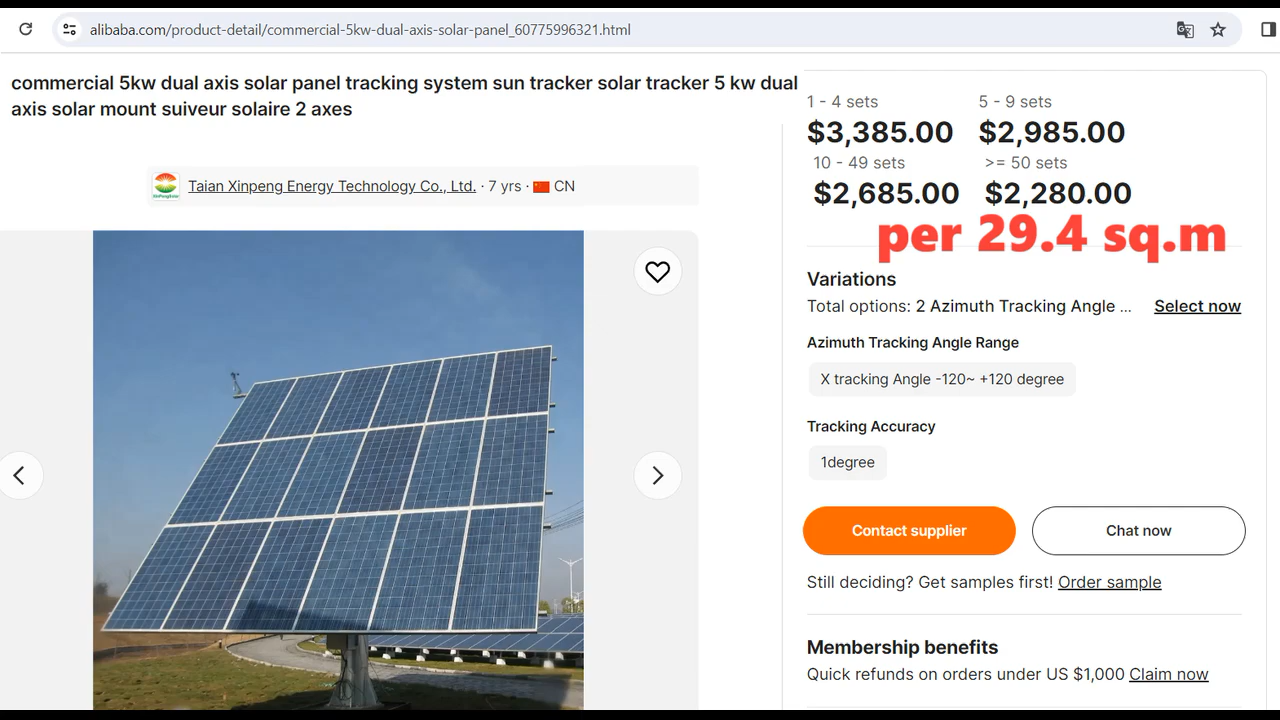 alibaba.com/product-detail/commercial-5kw-dual-axis-solar-panel_60775996321.html
commercial 5kw dual axis solar panel tracking system sun tracker solar tracker 5 kw dual
axis solar mount suiveur solaire 2 axes
XinPengSolar
Taian Xinpeng Energy Technology Co., Ltd. · 7 yrs · CN
1 - 4 sets
5 - 9 sets
$3,385.00
$2,985.00
10 - 49 sets
>= 50 sets
$2,685.00
$2,280.00
per 29.4 sq.m
Variations
Total options: 2 Azimuth Tracking Angle ...
Select now
Azimuth Tracking Angle Range
X tracking Angle -120~ +120 degree
Tracking Accuracy
1degree
Contact supplier
Chat now
Still deciding? Get samples first! Order sample
Membership benefits
Quick refunds on orders under US $1,000 Claim now